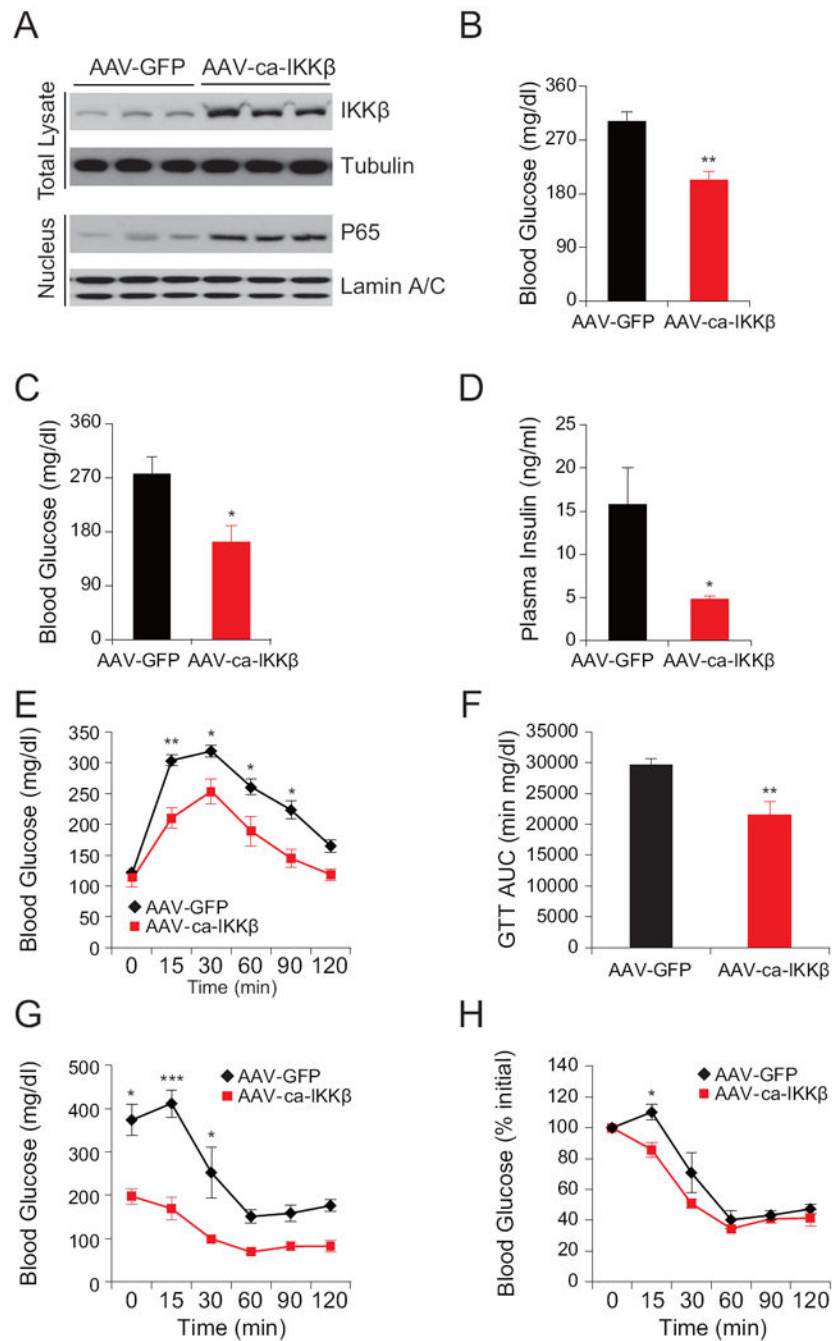 A
AAV-GFP AAV-ca-IKKβ
Total Lysate
IKKβ
Tubulin
Nucleus
P65
Lamin A/C
B
Blood Glucose (mg/dl)
360
270
180
90
0
**
AAV-GFP AAV-ca-IKKβ
C
Blood Glucose (mg/dl)
360
270
180
90
0
*
AAV-GFP AAV-ca-IKKβ
D
Plasma Insulin (ng/ml)
25
20
15
10
5
0
*
AAV-GFP AAV-ca-IKKβ
E
Blood Glucose (mg/dl)
350
300
250
200
150
100
50
0
** * * *
AAV-GFP
AAV-ca-IKKβ
0 15 30 60 90 120
Time (min)
F
GTT AUC (min mg/dl)
35000
30000
25000
20000
15000
10000
5000
0
**
AAV-GFP AAV-ca-IKKβ
G
Blood Glucose (mg/dl)
500
400
300
200
100
0
* *** *
AAV-GFP
AAV-ca-IKKβ
0 15 30 60 90 120
Time (min)
H
Blood Glucose (% initial)
140
120
100
80
60
40
20
0
*
AAV-GFP
AAV-ca-IKKβ
0 15 30 60 90 120
Time (min)